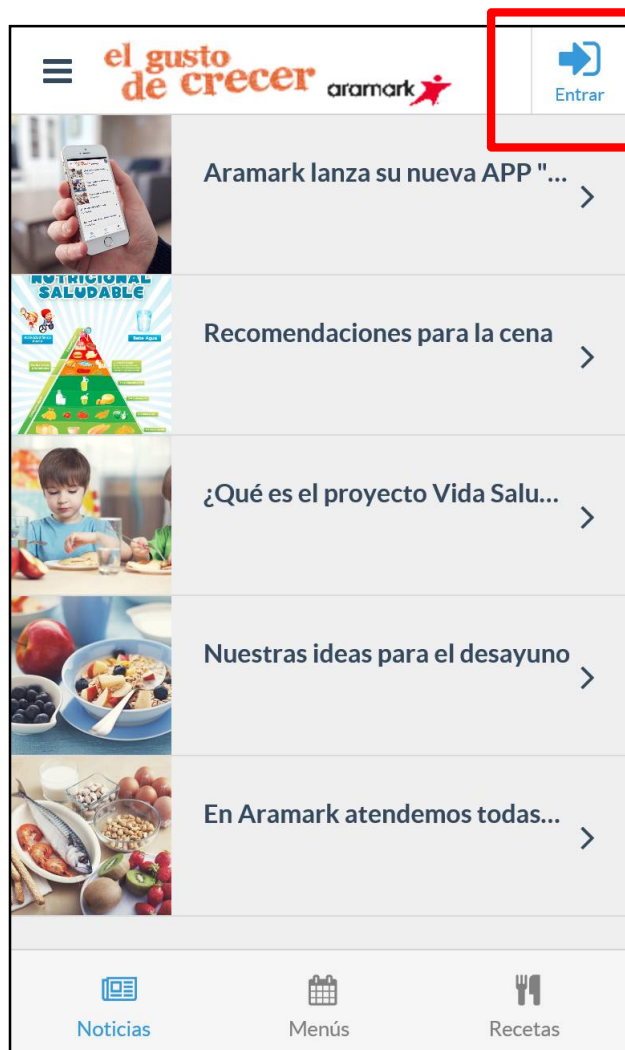 el gusto
de crecer aramark
Entrar
Aramark lanza su nueva APP "...
NUTRICIONAL
SALUDABLE
Recomendaciones para la cena
¿Qué es el proyecto Vida Salu...
Nuestras ideas para el desayuno
En Aramark atendemos todas...
Noticias
Menús
Recetas